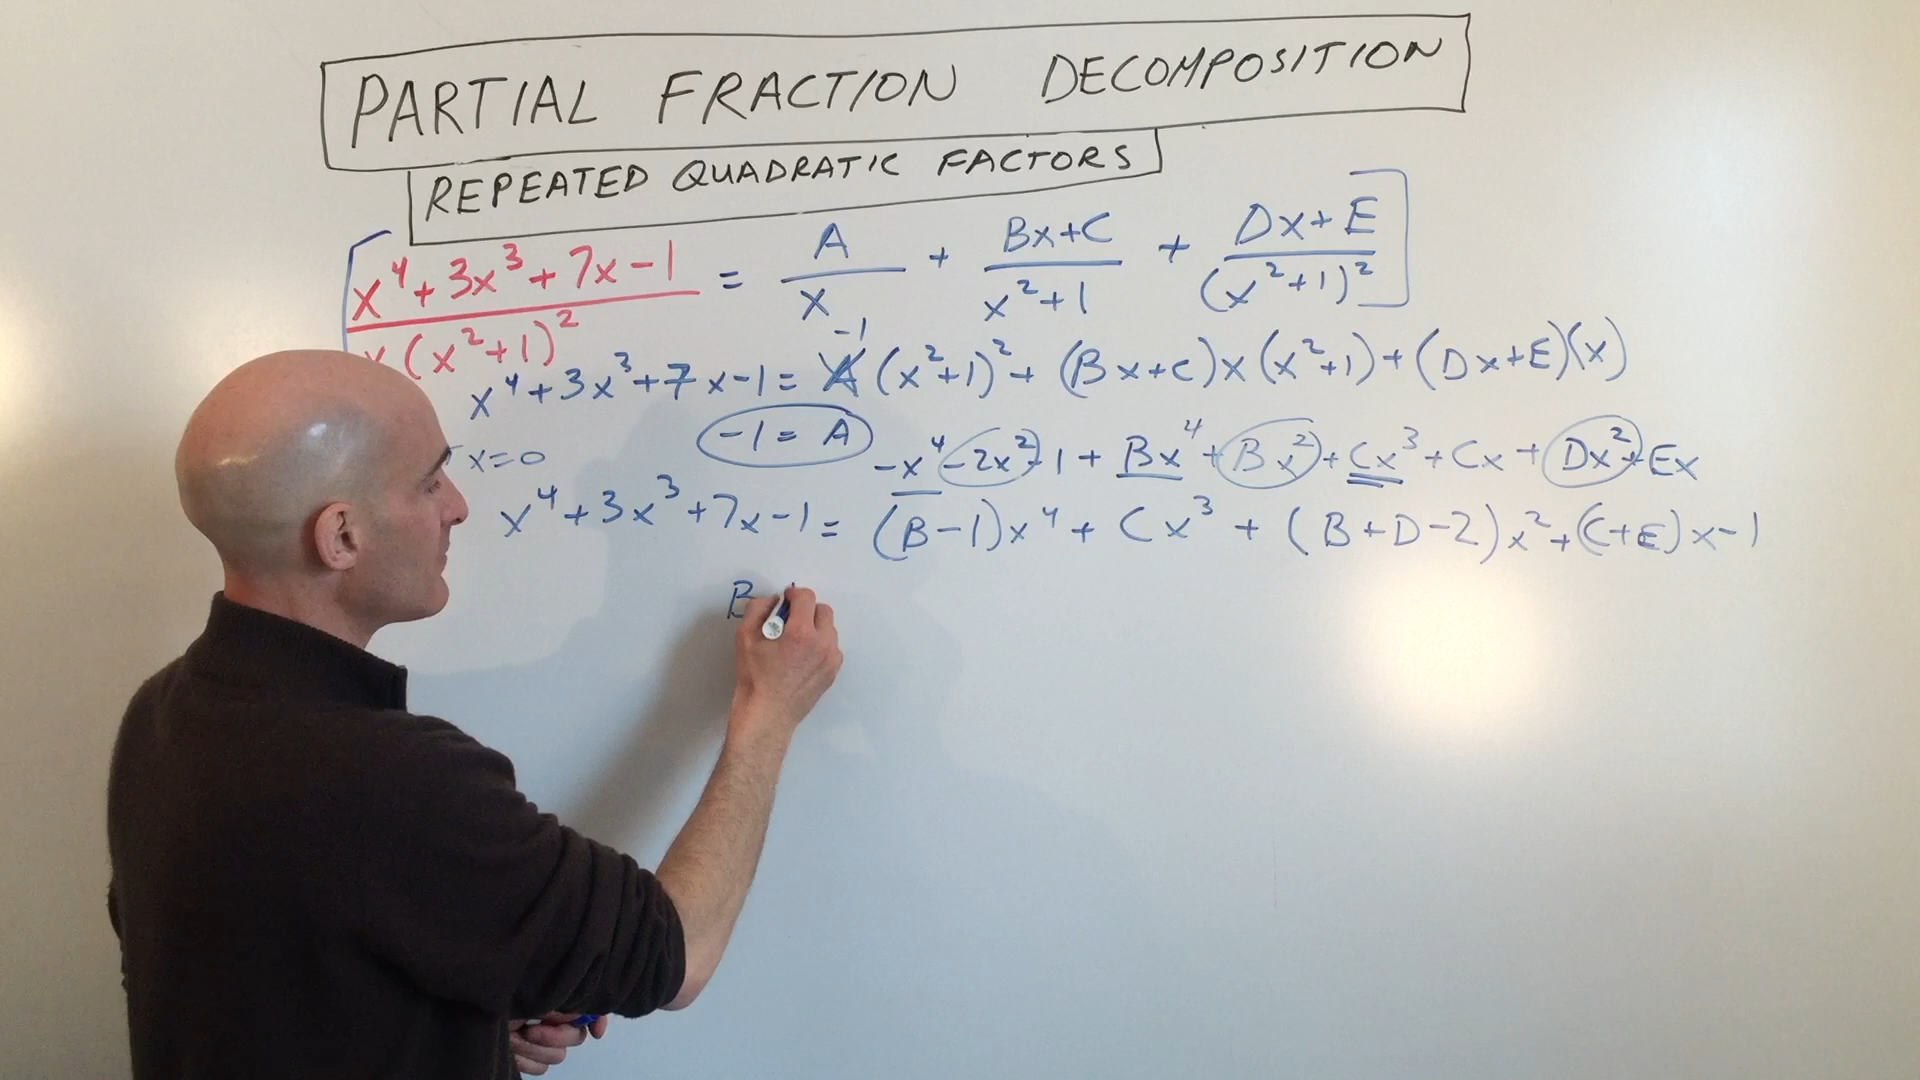 PARTIAL FRACTION DECOMPOSITION
REPEATED QUADRATIC FACTORS
(x⁴+3x³+7x-1)/(x(x²+1)²) = A/x + (Bx+C)/(x²+1) + (Dx+E)/(x²+1)²
-1
x⁴+3x³+7x-1 = A(x²+1)²+(Bx+C)x(x²+1)+(Dx+E)(x)
x=0 -1=A -x⁴-2x²-1+Bx⁴+Bx²+Cx³+Cx+Dx²+Ex
x⁴+3x³+7x-1=(B-1)x⁴+Cx³+(B+D-2)x²+(C+E)x-1
B